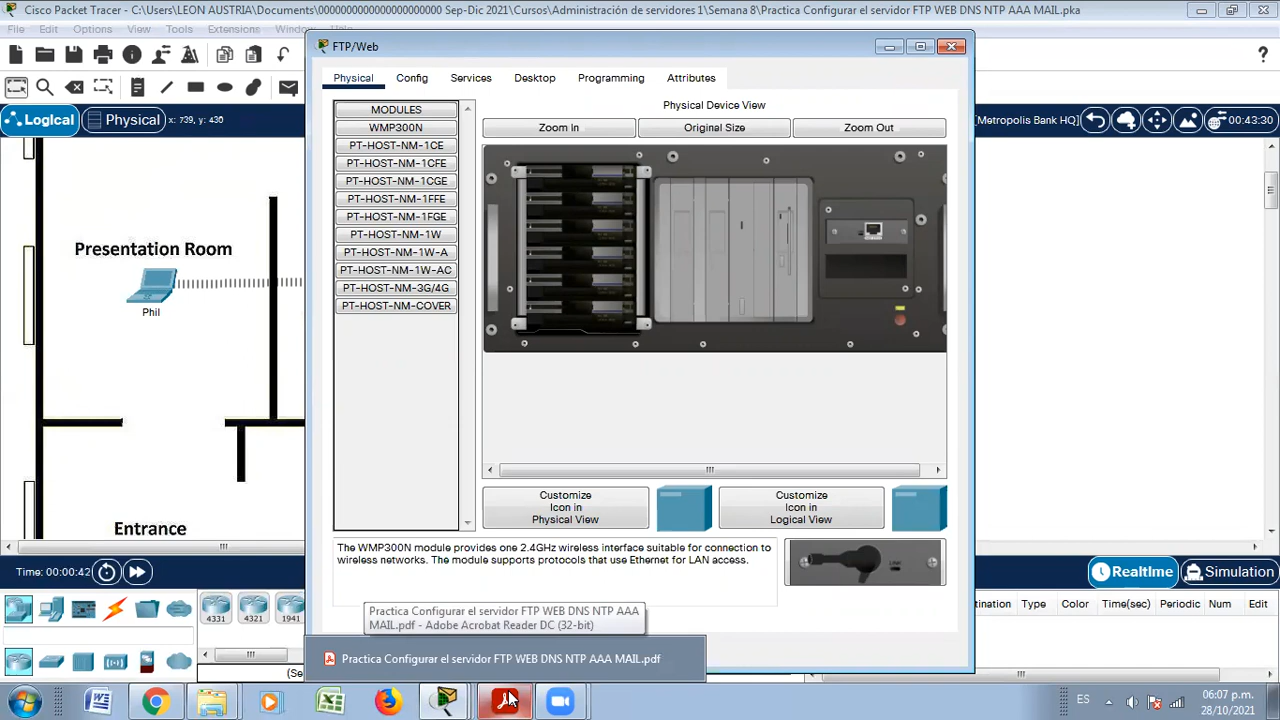 Cisco Packet Tracer - C:\Users\LEON AUSTRIA\Documents\0000000000000000000 Sep-Dic 2021\Cursos\Administración de servidores 1\Semana 8\Practica Configurar el servidor FTP WEB DNS NTP AAA MAIL.pka
File Edit Options Tools Extensions Window
FTP/Web
Physical Config Services Desktop Programming Attributes
MODULES
WMP300N
PT-HOST-NM-1CE
PT-HOST-NM-1CFE
PT-HOST-NM-1CGE
PT-HOST-NM-1FFE
PT-HOST-NM-1FGE
PT-HOST-NM-1W
PT-HOST-NM-1W-A
PT-HOST-NM-1W-AC
PT-HOST-NM-3G/4G
PT-HOST-NM-COVER
Physical Device View
Zoom In Original Size Zoom Out
Customize
Icon in
Physical View
Customize
Icon in
Logical View
The WMP300N module provides one 2.4GHz wireless interface suitable for connection to
wireless networks. The module supports protocols that use Ethernet for LAN access.
Logical Physical x: 739, y: 430
[Metropolis Bank HQ] 00:43:30
Presentation Room
Phil
Entrance
Time: 00:00:42
Realtime Simulation
4331 4321 1941
Type Color Time(sec) Periodic Num Edit
Practica Configurar el servidor FTP WEB DNS NTP AAA
MAIL.pdf - Adobe Acrobat Reader DC (32-bit)
Practica Configurar el servidor FTP WEB DNS NTP AAA MAIL.pdf
ES
06:07 p.m.
28/10/2021